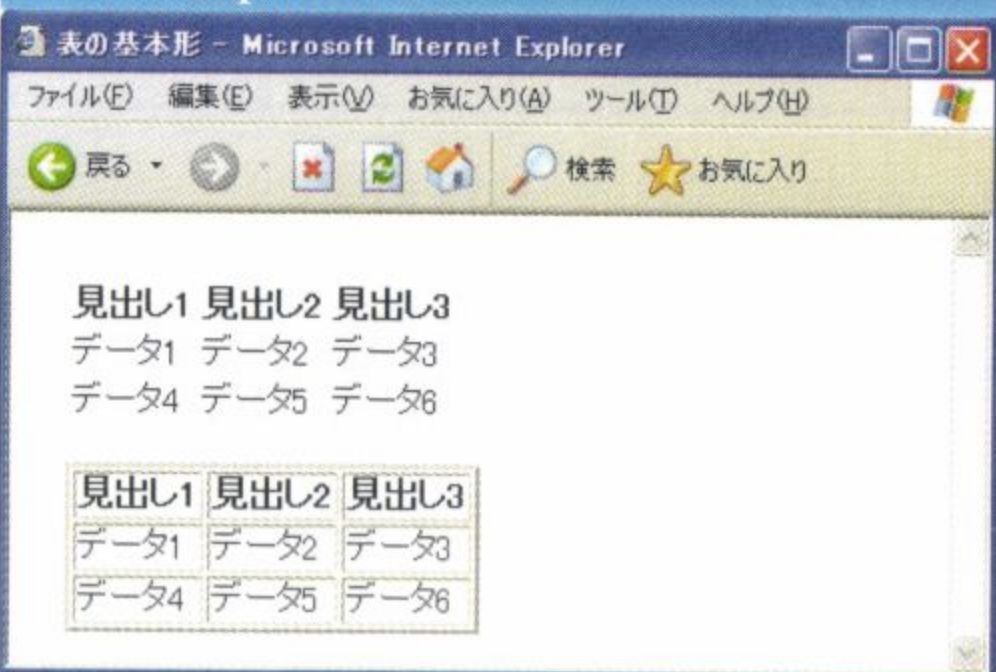 表の基本形 - Microsoft Internet Explorer
ファイル(F) 編集(E) 表示(V) お気に入り(A) ツール(T) ヘルプ(H)
戻る 検索 お気に入り
見出し1 見出し2 見出し3
データ1 データ2 データ3
データ4 データ5 データ6
見出し1 見出し2 見出し3
データ1 データ2 データ3
データ4 データ5 データ6